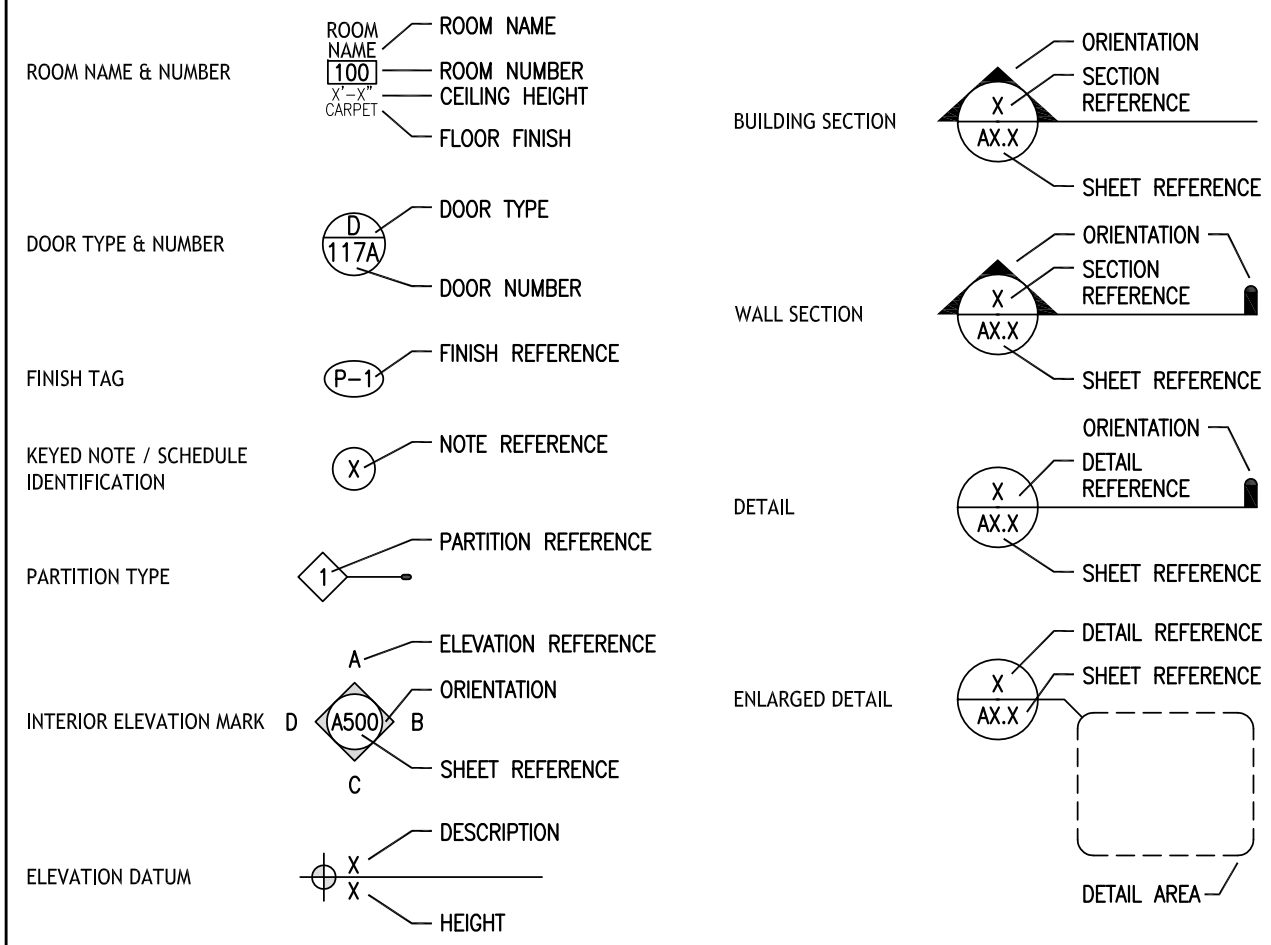 ROOM NAME & NUMBER
ROOM
NAME
100
X'-X"
CARPET
ROOM NAME
ROOM NUMBER
CEILING HEIGHT
FLOOR FINISH
DOOR TYPE & NUMBER
D
117A
DOOR TYPE
DOOR NUMBER
FINISH TAG
P-1
FINISH REFERENCE
KEYED NOTE / SCHEDULE
IDENTIFICATION
X
NOTE REFERENCE
PARTITION TYPE
1
PARTITION REFERENCE
INTERIOR ELEVATION MARK
D
A
A500
B
C
ELEVATION REFERENCE
ORIENTATION
SHEET REFERENCE
ELEVATION DATUM
X
X
DESCRIPTION
HEIGHT
BUILDING SECTION
X
AX.X
ORIENTATION
SECTION
REFERENCE
SHEET REFERENCE
WALL SECTION
X
AX.X
ORIENTATION
SECTION
REFERENCE
SHEET REFERENCE
DETAIL
X
AX.X
ORIENTATION
DETAIL
REFERENCE
SHEET REFERENCE
ENLARGED DETAIL
X
AX.X
DETAIL REFERENCE
SHEET REFERENCE
DETAIL AREA